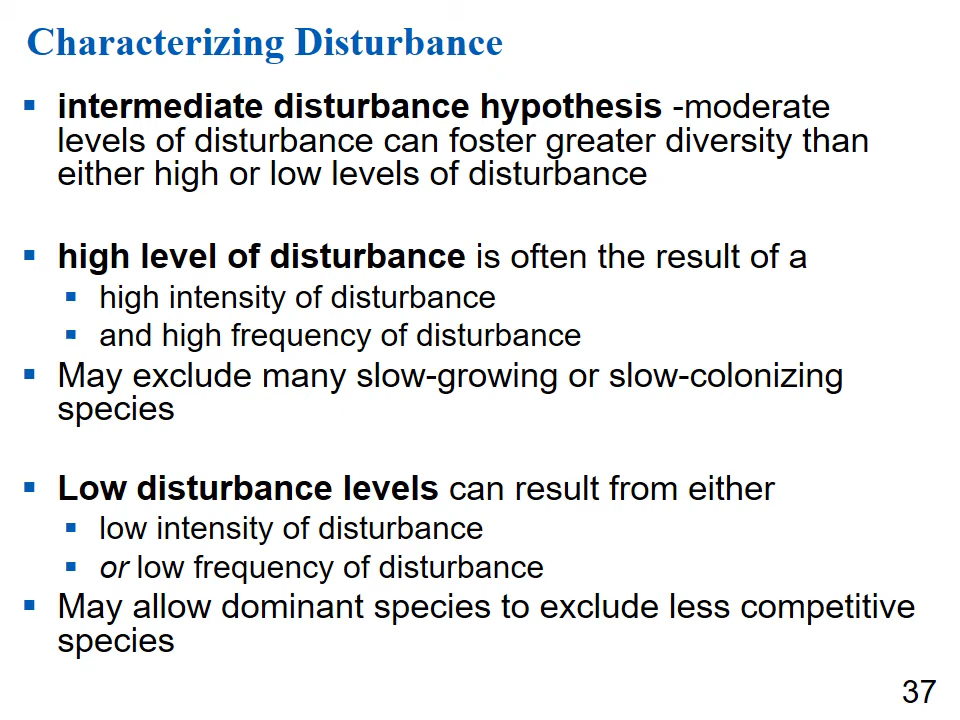 Characterizing Disturbance
▪ intermediate disturbance hypothesis -moderate
levels of disturbance can foster greater diversity than
either high or low levels of disturbance
▪ high level of disturbance is often the result of a
▪ high intensity of disturbance
▪ and high frequency of disturbance
▪ May exclude many slow-growing or slow-colonizing
species
▪ Low disturbance levels can result from either
▪ low intensity of disturbance
▪ or low frequency of disturbance
▪ May allow dominant species to exclude less competitive
species
37